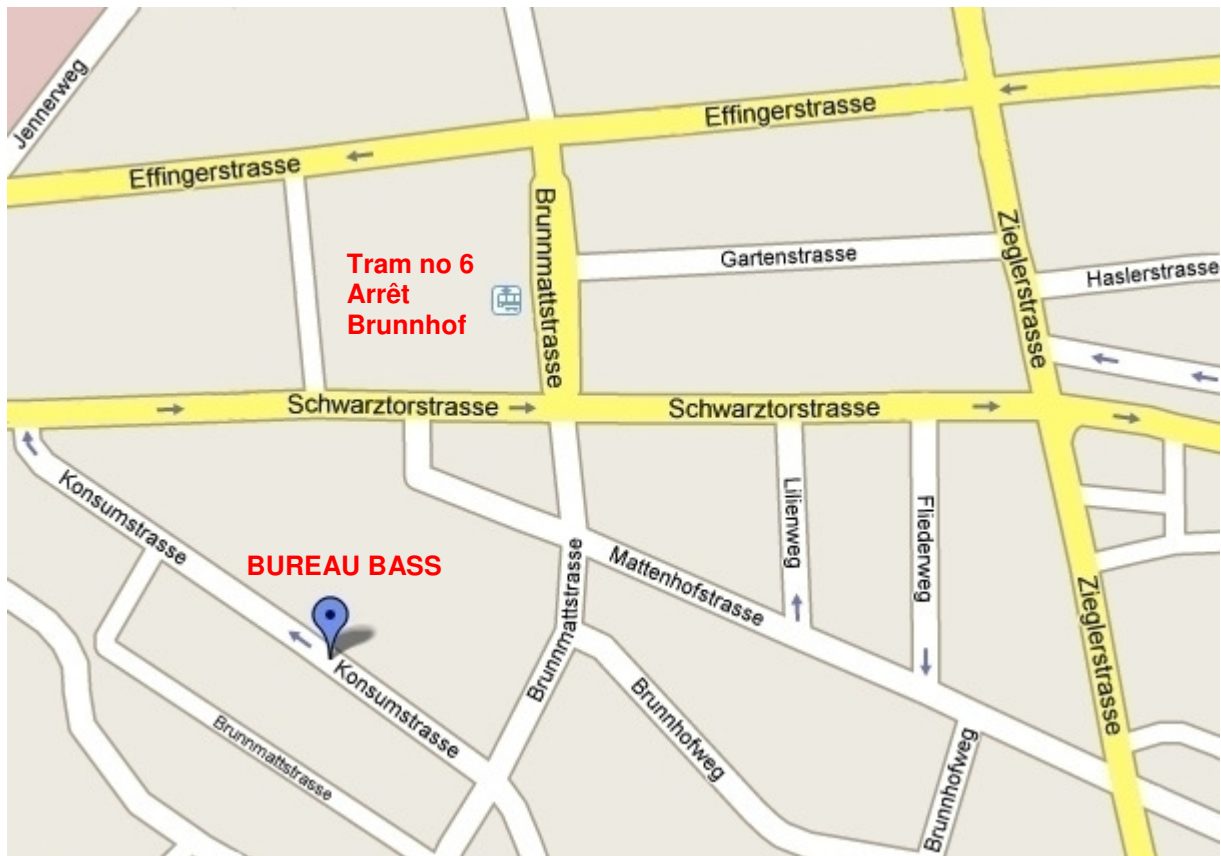 Jennerweg
Effingerstrasse
Effingerstrasse
Brunnmattstrasse
Zieglerstrasse
Gartenstrasse
Haslerstrasse
Tram no 6
Arrêt
Brunnhof
Schwarztorstrasse
Schwarztorstrasse
Konsumstrasse
Lilienweg
Fliederweg
BUREAU BASS
Mattenhofstrasse
Brunnmattstrasse
Zieglerstrasse
Konsumstrasse
Brunnhofweg
Brunnmattstrasse
Brunnhofweg